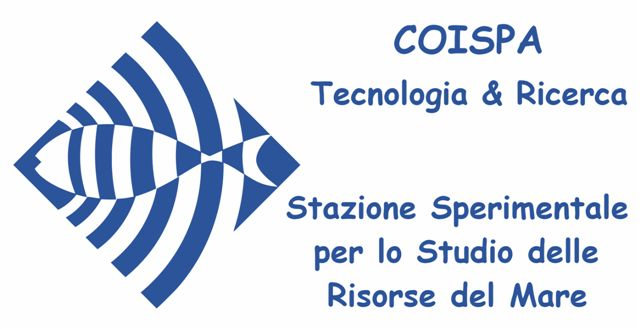 COISPA
Tecnologia & Ricerca
Stazione Sperimentale
per lo Studio delle
Risorse del Mare